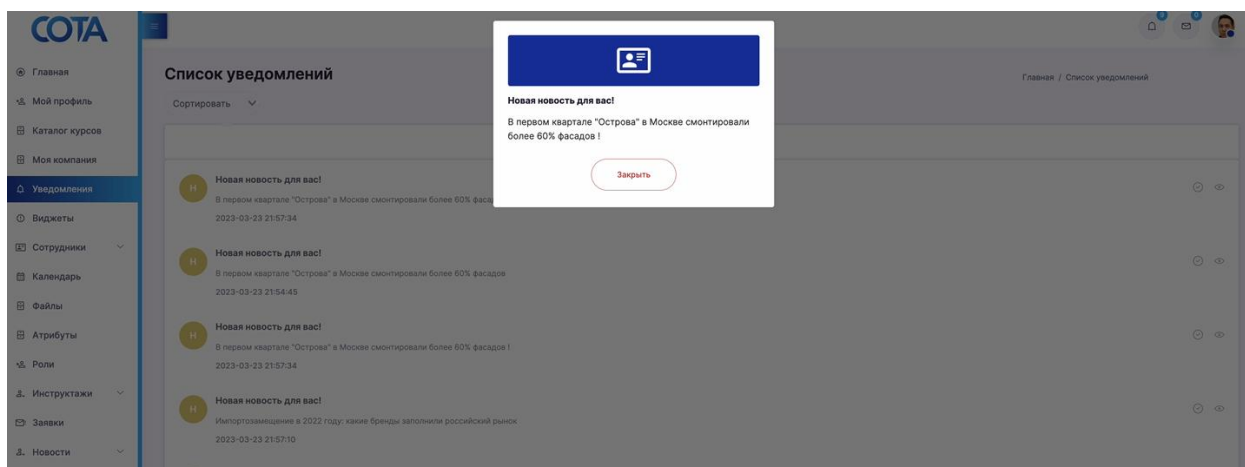 СОТА
0
0
Главная
Мой профиль
Каталог курсов
Моя компания
Уведомления
Виджеты
Сотрудники
Календарь
Файлы
Атрибуты
Роли
Инструктажи
Заявки
Новости
Список уведомлений
Главная / Список уведомлений
Сортировать
Новая новость для вас!
В первом квартале "Острова" в Москве смонтировали
более 60% фасадов !
Закрыть
Н
Новая новость для вас!
В первом квартале "Острова" в Москве смонтировали более 60%
2023-03-23 21:57:34
Н
Новая новость для вас!
В первом квартале "Острова" в Москве смонтировали более 60% фасадов
2023-03-23 21:54:45
Н
Новая новость для вас!
В первом квартале "Острова" в Москве смонтировали более 60% фасадов !
2023-03-23 21:57:34
Н
Новая новость для вас!
Импортозамещение в 2022 году: какие бренды заполнили российский рынок
2023-03-23 21:57:10